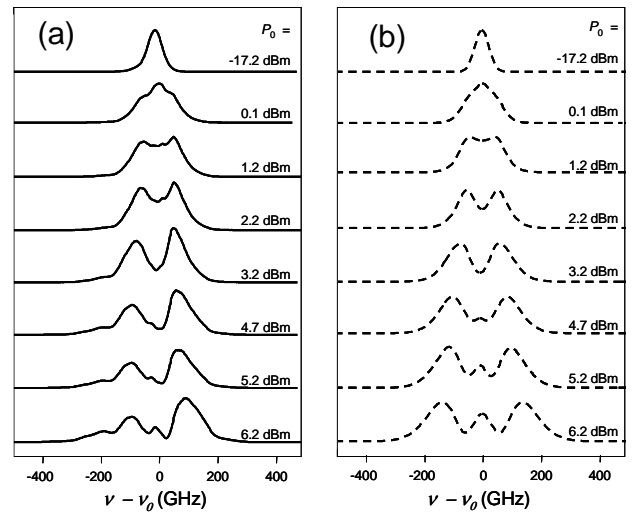 (a)
P0 =
-17.2 dBm
0.1 dBm
1.2 dBm
2.2 dBm
3.2 dBm
4.7 dBm
5.2 dBm
6.2 dBm
-400 -200 0 200 400
ν – ν0 (GHz)
(b)
P0 =
-17.2 dBm
0.1 dBm
1.2 dBm
2.2 dBm
3.2 dBm
4.7 dBm
5.2 dBm
6.2 dBm
-400 -200 0 200 400
ν – ν0 (GHz)